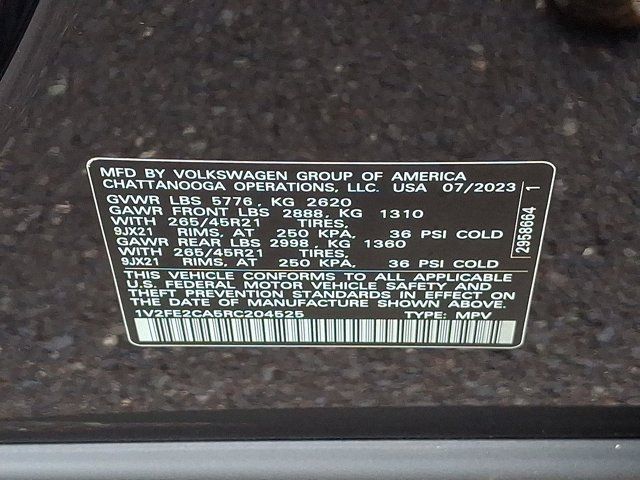 MFD BY VOLKSWAGEN GROUP OF AMERICA
CHATTANOOGA OPERATIONS, LLC. USA 07/2023
GVWR LBS 5776, KG 2620
GAWR FRONT LBS 2888, KG 1310
WITH 265/45R21 TIRES,
9JX21 RIMS, AT 250 KPA, 36 PSI COLD
GAWR REAR LBS 2998, KG 1360
WITH 265/45R21 TIRES,
9JX21 RIMS, AT 250 KPA, 36 PSI COLD
THIS VEHICLE CONFORMS TO ALL APPLICABLE
U.S. FEDERAL MOTOR VEHICLE SAFETY AND
THEFT PREVENTION STANDARDS IN EFFECT ON
THE DATE OF MANUFACTURE SHOWN ABOVE.
1V2FE2CA5RC204525 TYPE: MPV
2958664 1